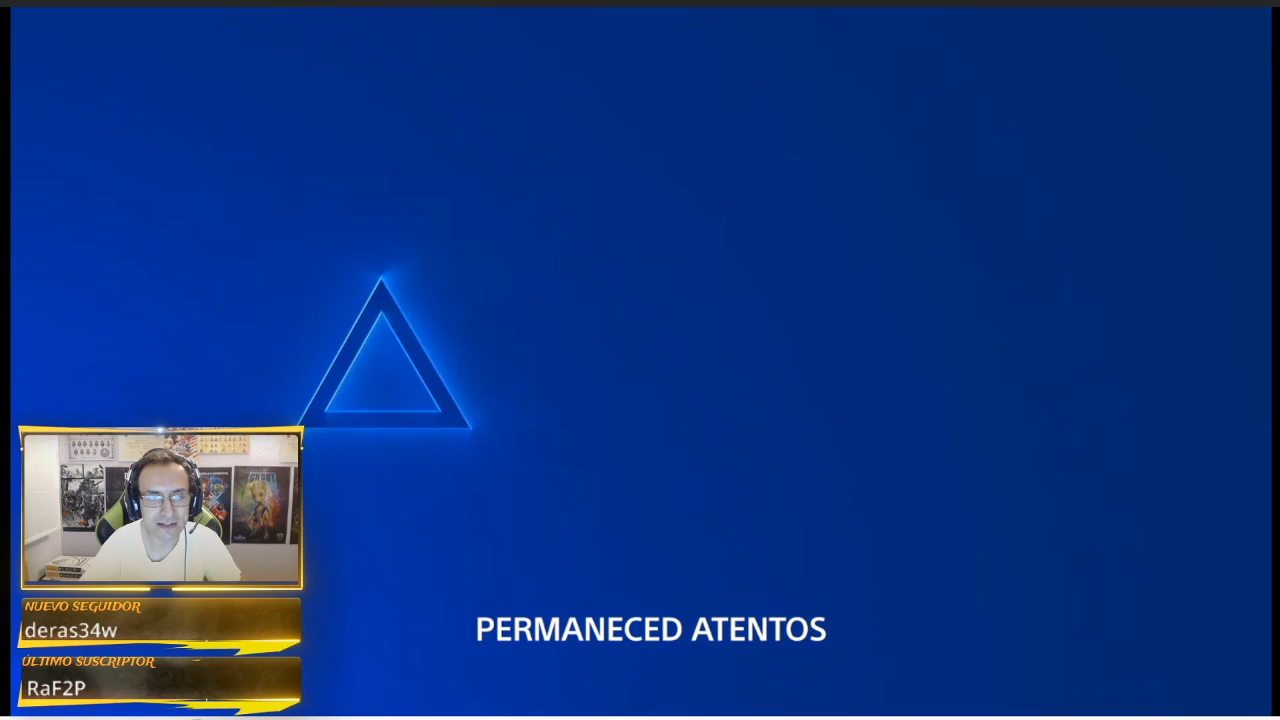 NUEVO SEGUIDOR
deras34w
ÚLTIMO SUSCRIPTOR
RaF2P
PERMANECED ATENTOS